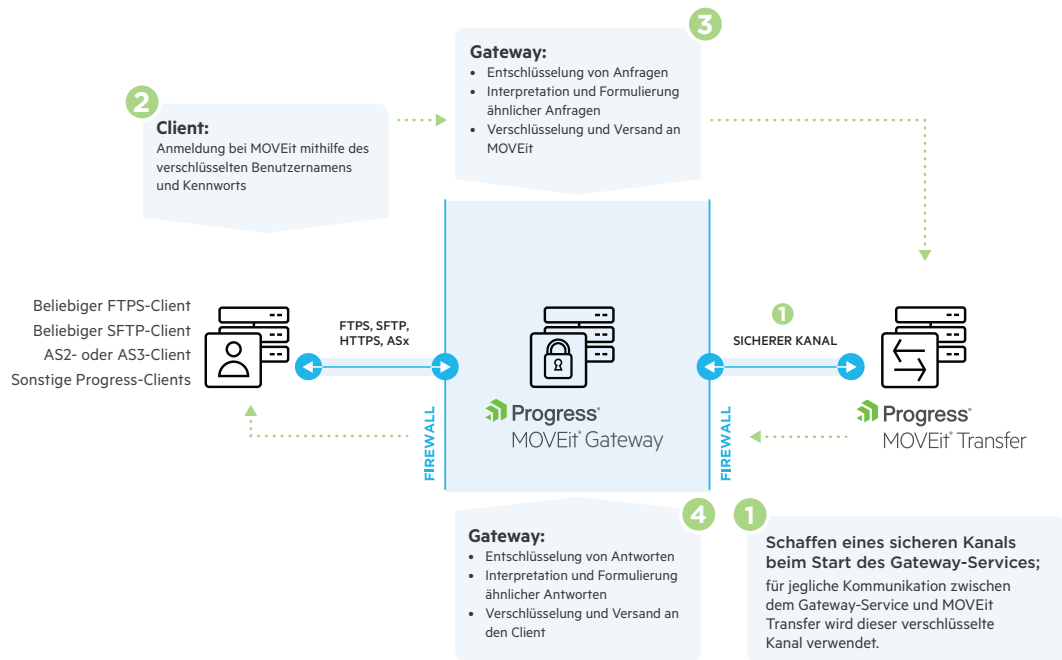 3
Gateway:
• Entschlüsselung von Anfragen
• Interpretation und Formulierung
ähnlicher Anfragen
• Verschlüsselung und Versand an
MOVEit
2
Client:
Anmeldung bei MOVEit mithilfe des
verschlüsselten Benutzernamens
und Kennworts
Beliebiger FTPS-Client
Beliebiger SFTP-Client
AS2- oder AS3-Client
Sonstige Progress-Clients
FTPS, SFTP,
HTTPS, ASx
1
SICHERER KANAL
FIREWALL
Progress®
MOVEit® Gateway
FIREWALL
Progress®
MOVEit® Transfer
4
Gateway:
• Entschlüsselung von Antworten
• Interpretation und Formulierung
ähnlicher Antworten
• Verschlüsselung und Versand an
den Client
1
Schaffen eines sicheren Kanals
beim Start des Gateway-Services;
für jegliche Kommunikation zwischen
dem Gateway-Service und MOVEit
Transfer wird dieser verschlüsselte
Kanal verwendet.